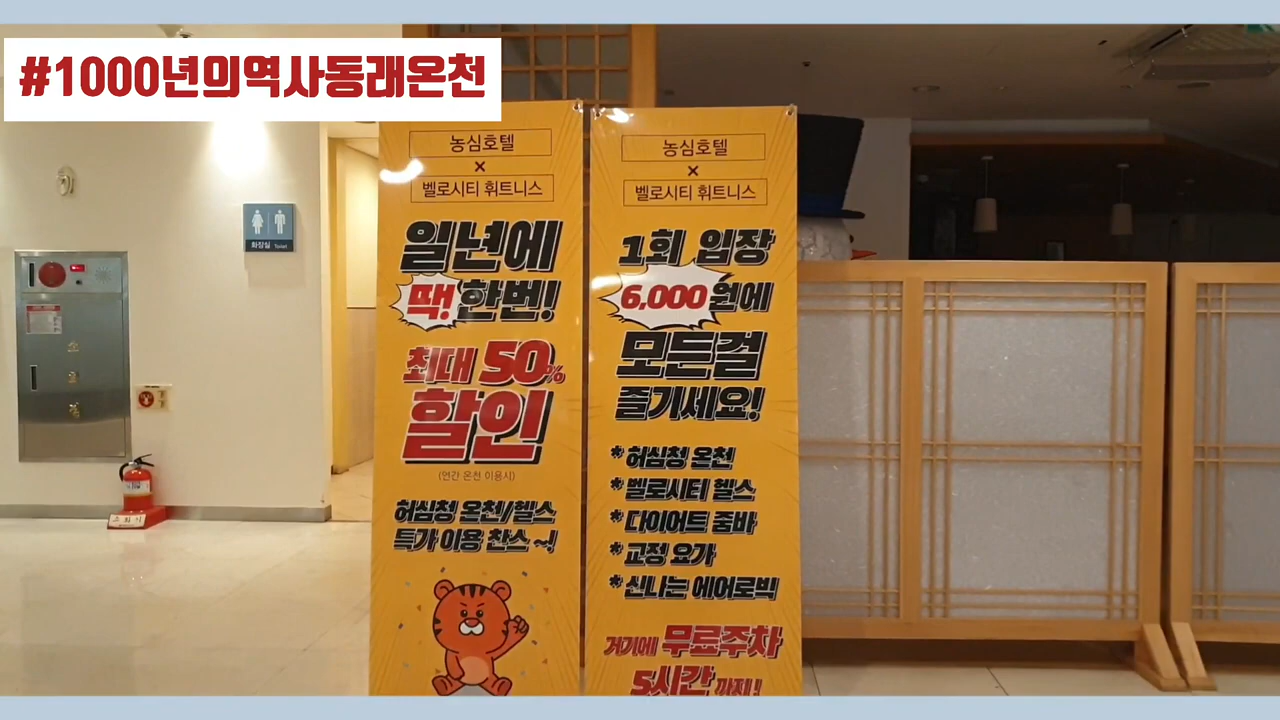 #1000년의역사동래온천
화장실 Toilet
농심호텔
×
벨로시티 휘트니스
일년에
딱! 한번!
최대 50%
할인
(연간 온천 이용시)
허심청 온천/헬스
특가 이용 찬스 ~!
농심호텔
×
벨로시티 휘트니스
1회 입장
6,000원에
모든걸
즐기세요!
* 허심청 온천
* 벨로시티 헬스
* 다이어트 줌바
* 교정 요가
* 신나는 에어로빅
거기에 무료주차
5시간 까지!